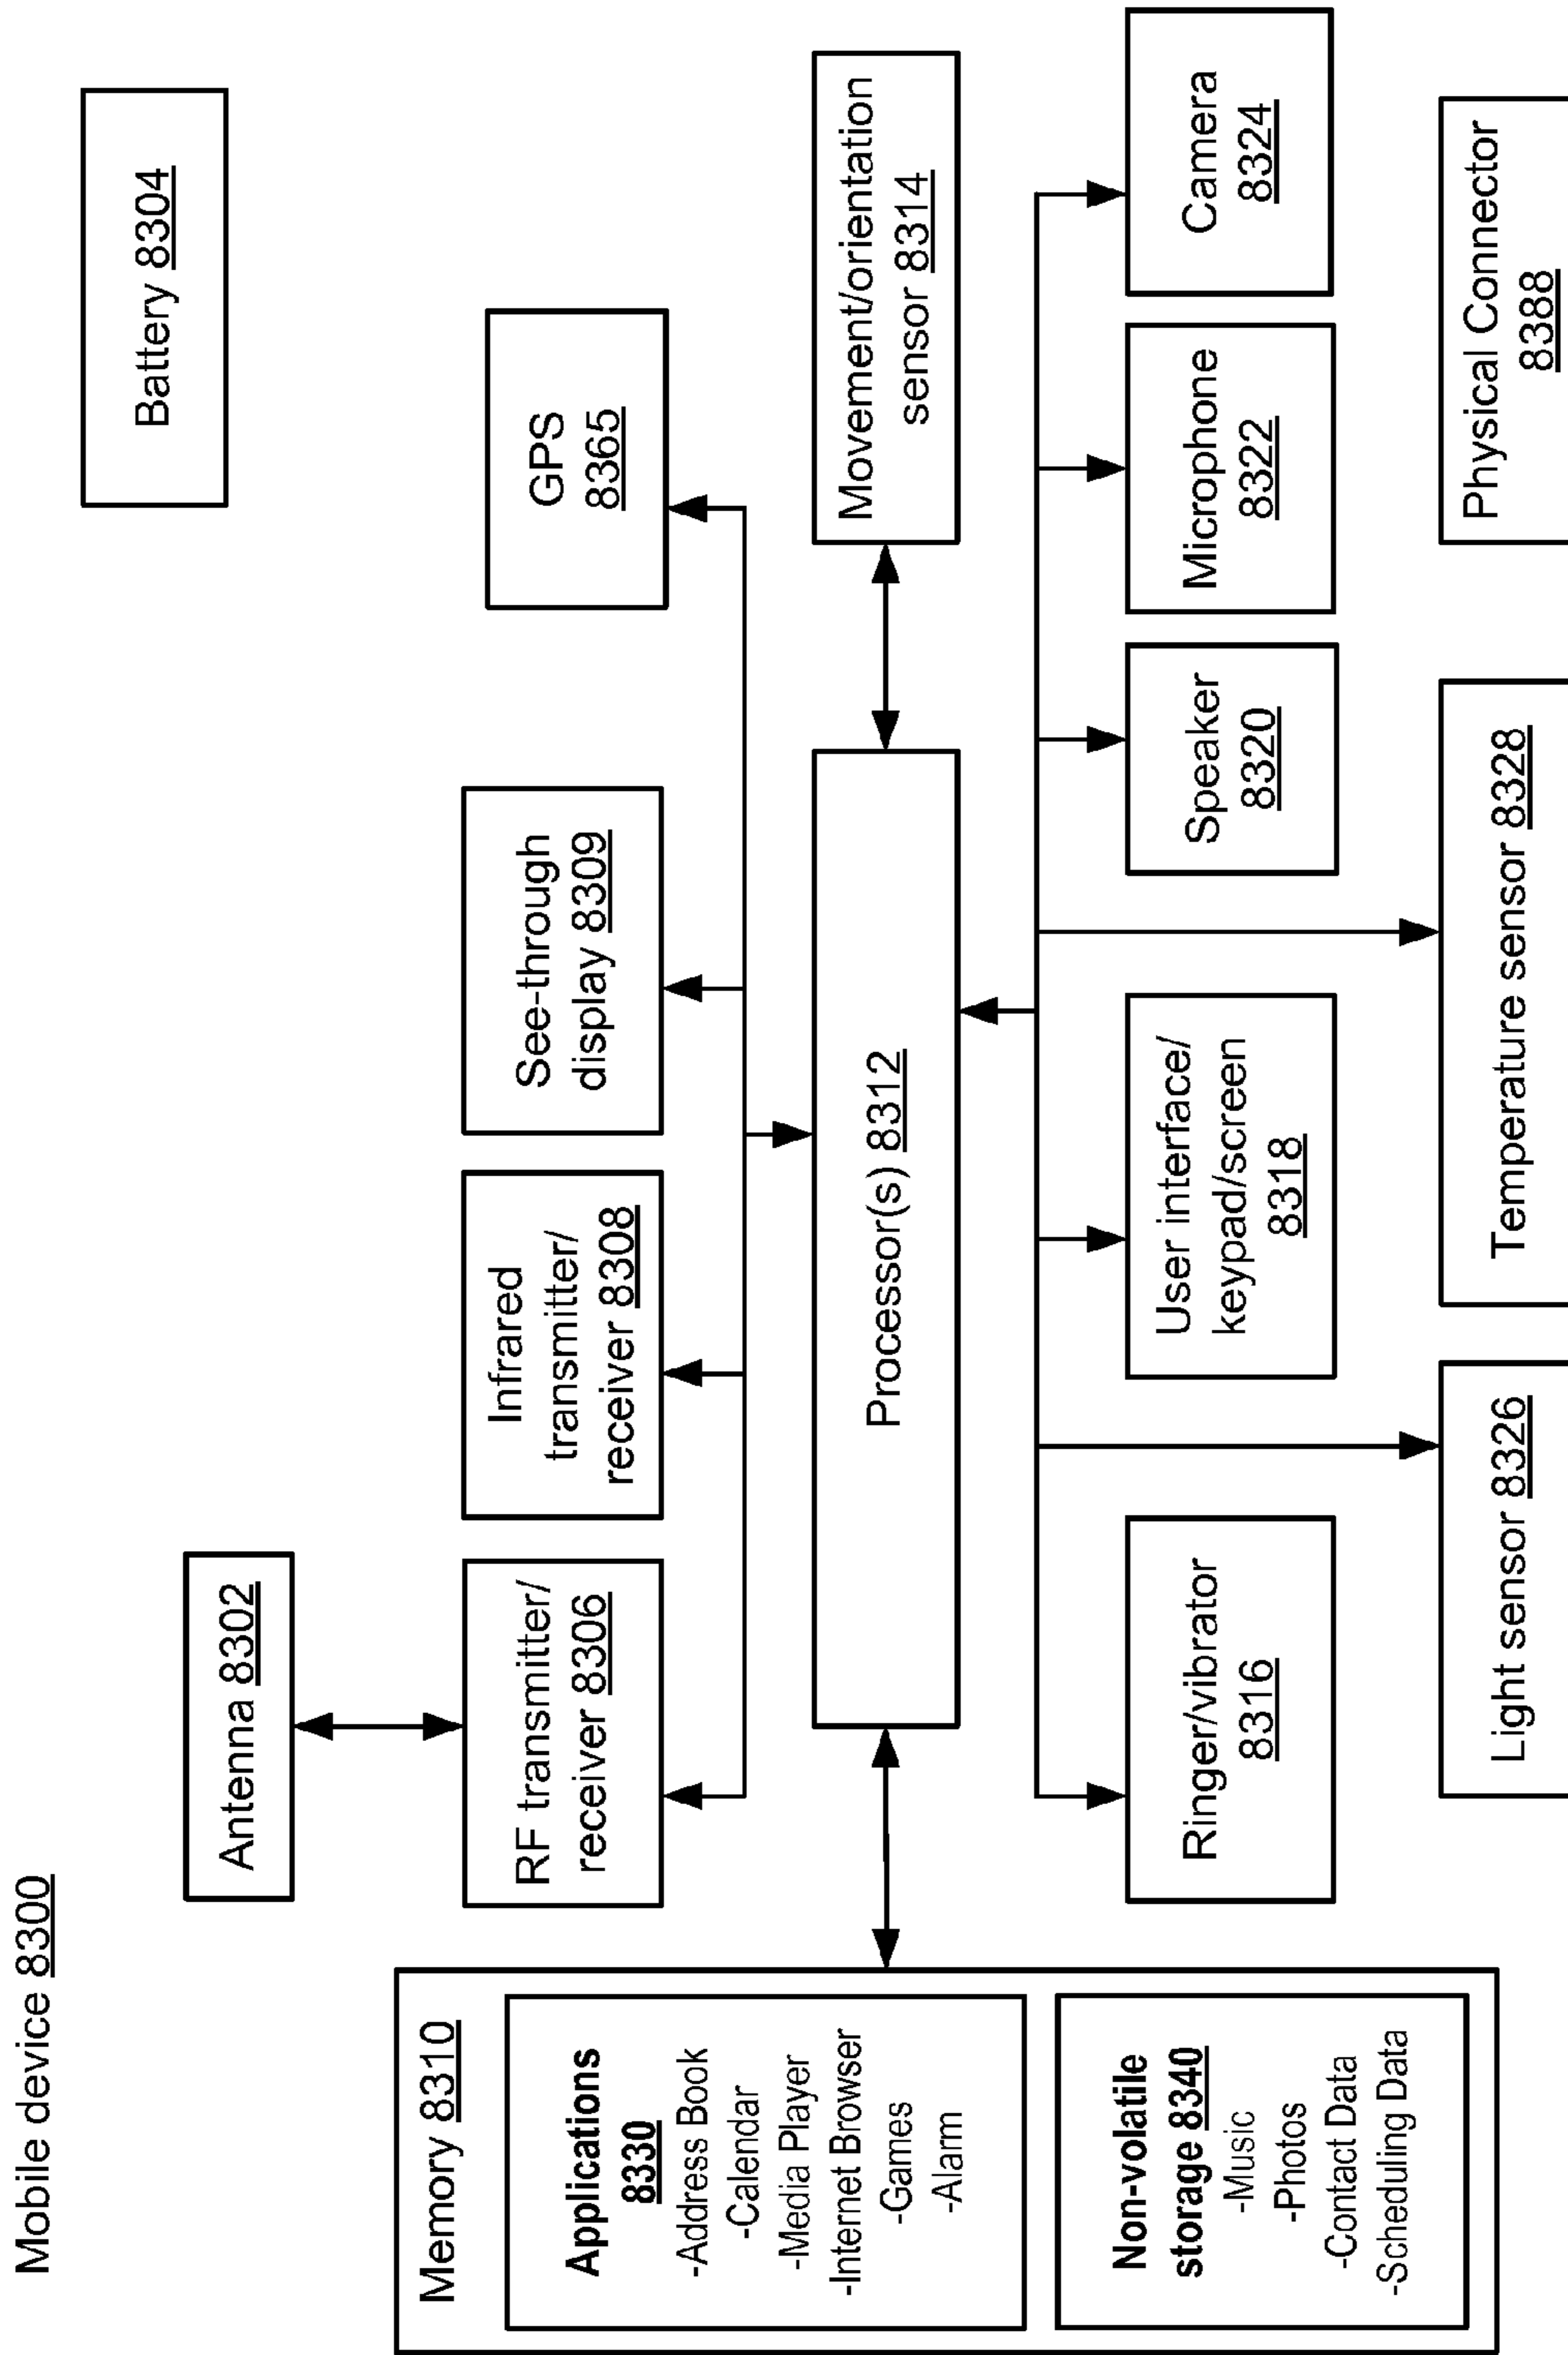 Mobile device 8300
Battery 8304
Antenna 8302
RF transmitter/
receiver 8306
Infrared
transmitter/
receiver 8308
See-through
display 8309
GPS
8365
Memory 8310
Applications
8330
-Address Book
-Calendar
-Media Player
-Internet Browser
-Games
-Alarm
Non-volatile
storage 8340
-Music
-Photos
-Contact Data
-Scheduling Data
Processor(s) 8312
Movement/orientation
sensor 8314
Ringer/vibrator
8316
User interface/
keypad/screen
8318
Speaker
8320
Microphone
8322
Camera
8324
Light sensor 8326
Temperature sensor 8328
Physical Connector
8388